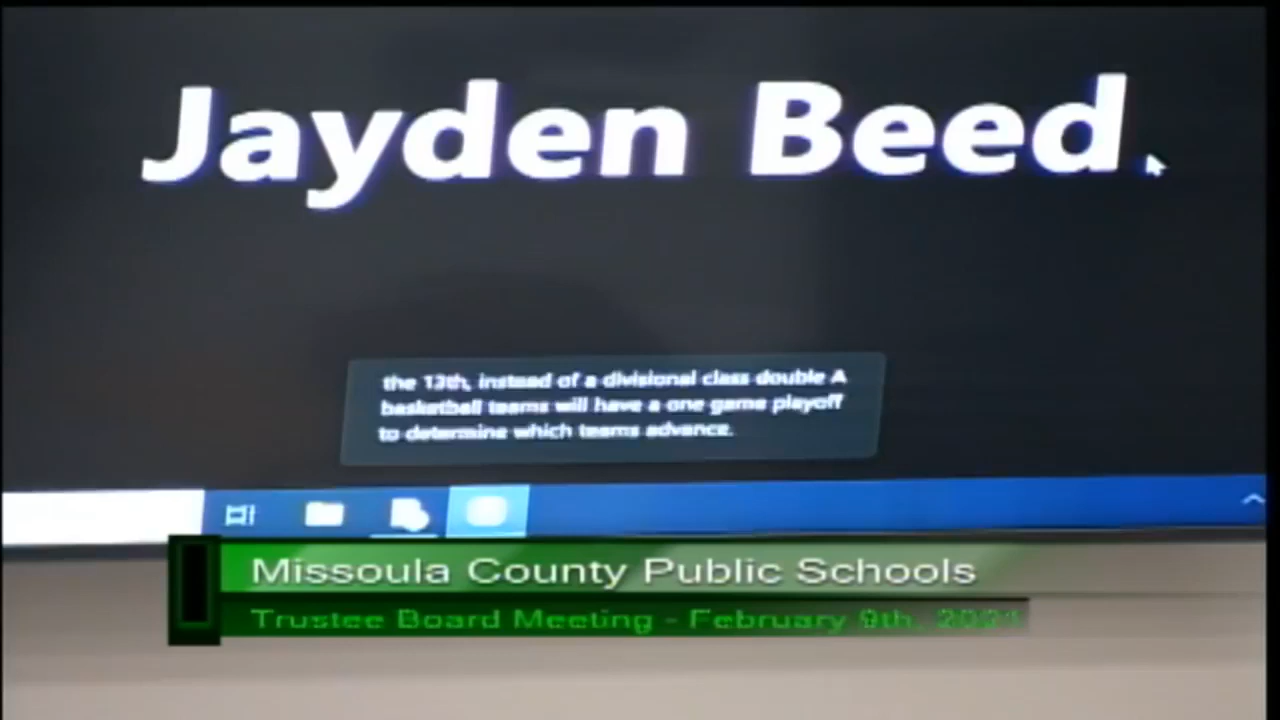 Jayden Beed.
the 13th, instead of a divisional class double A
basketball teams will have a one game playoff
to determine which teams advance.
Missoula County Public Schools
Trustee Board Meeting - February 9th, 2021